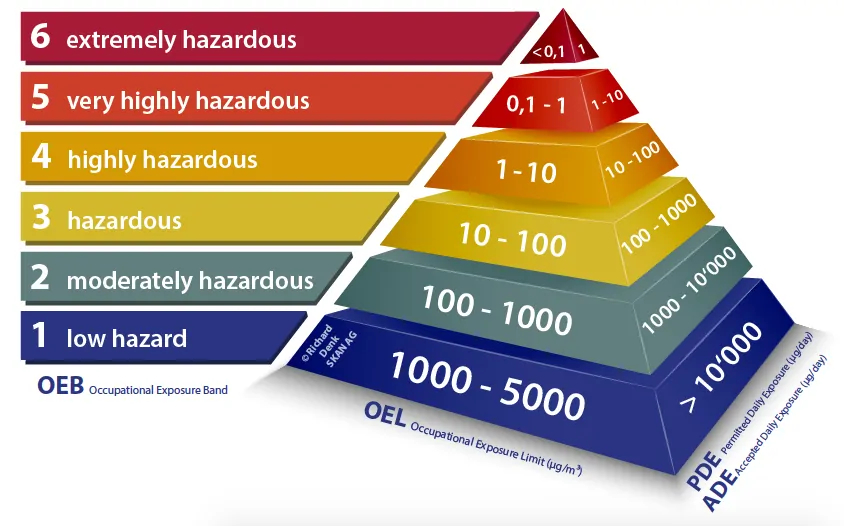 6 extremely hazardous
<0,1
1
5 very highly hazardous
0,1 - 1
1 -10
4 highly hazardous
1 - 10
10 -100
3 hazardous
10 - 100
100 - 1000
2 moderately hazardous
100 - 1000
1000 - 10‘000
1 low hazard
©Richard
Denk
SKAN AG
1000 - 5000
> 10‘000
OEB Occupational Exposure Band
OEL Occupational Exposure Limit (µg/m³)
PDE Permitted Daily Exposure (µg/day)
ADE Accepted Daily Exposure (µg/day)